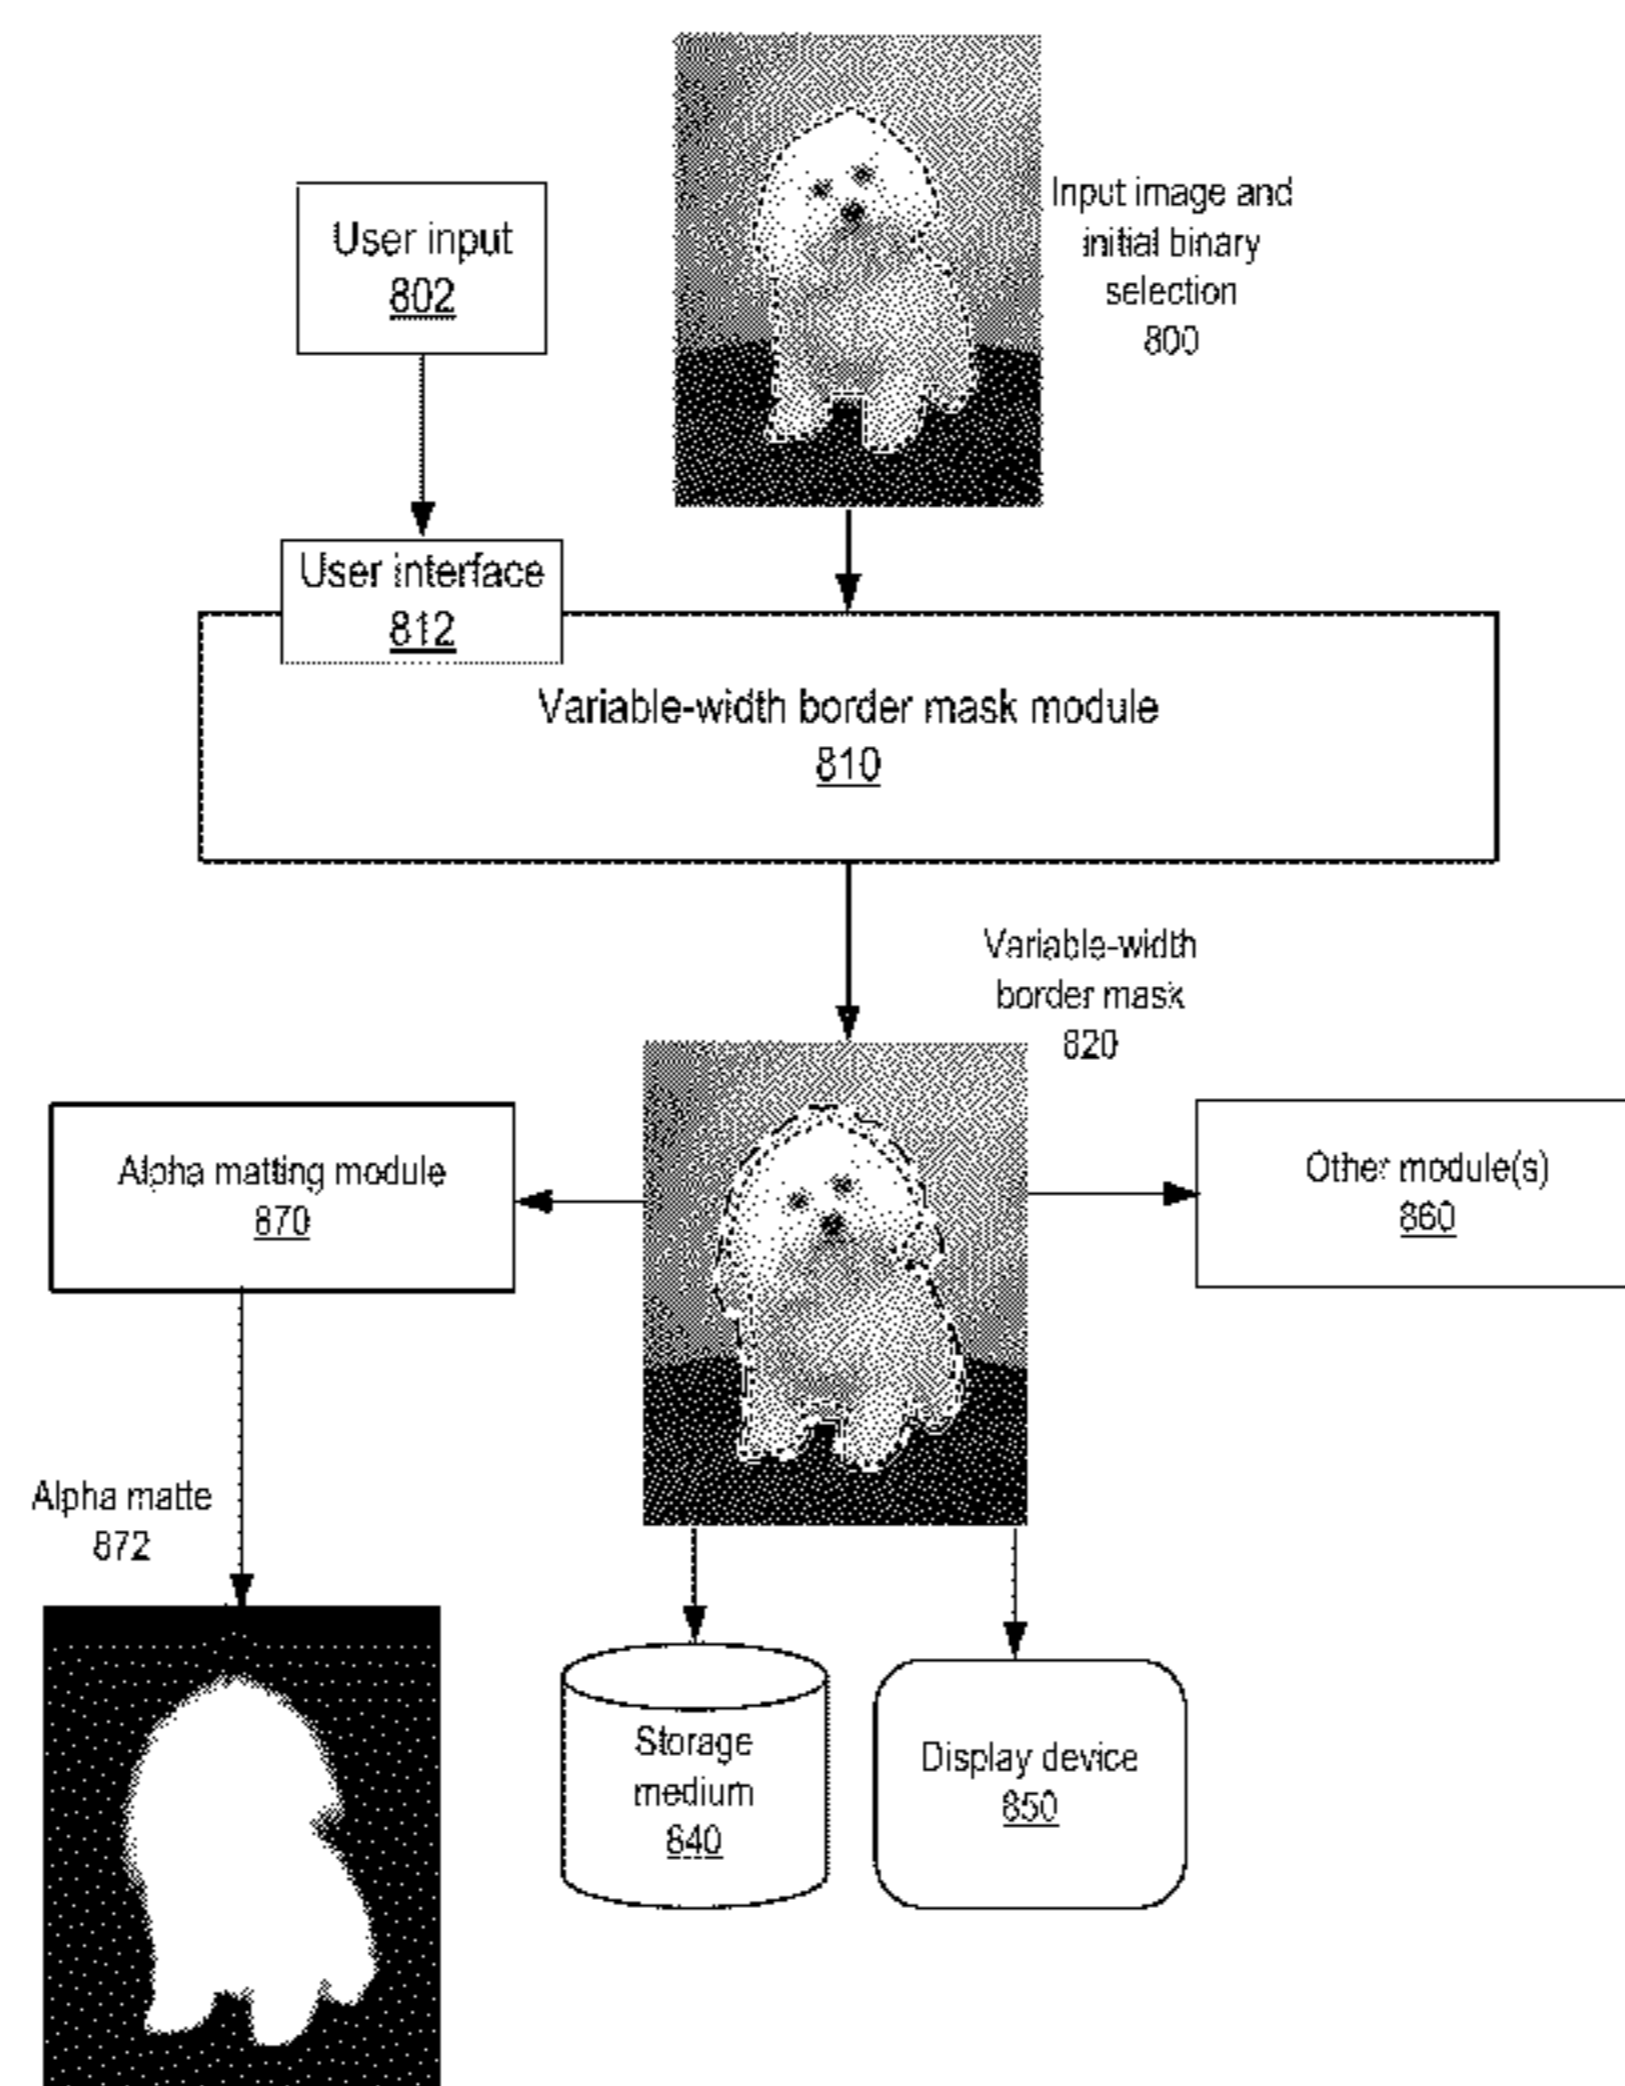 Input image and
initial binary
selection
800
User input
802
User interface
812
Variable-width border mask module
810
Variable-width
border mask
820
Alpha matting module
870
Other module(s)
860
Alpha matte
872
Storage
medium
840
Display device
850